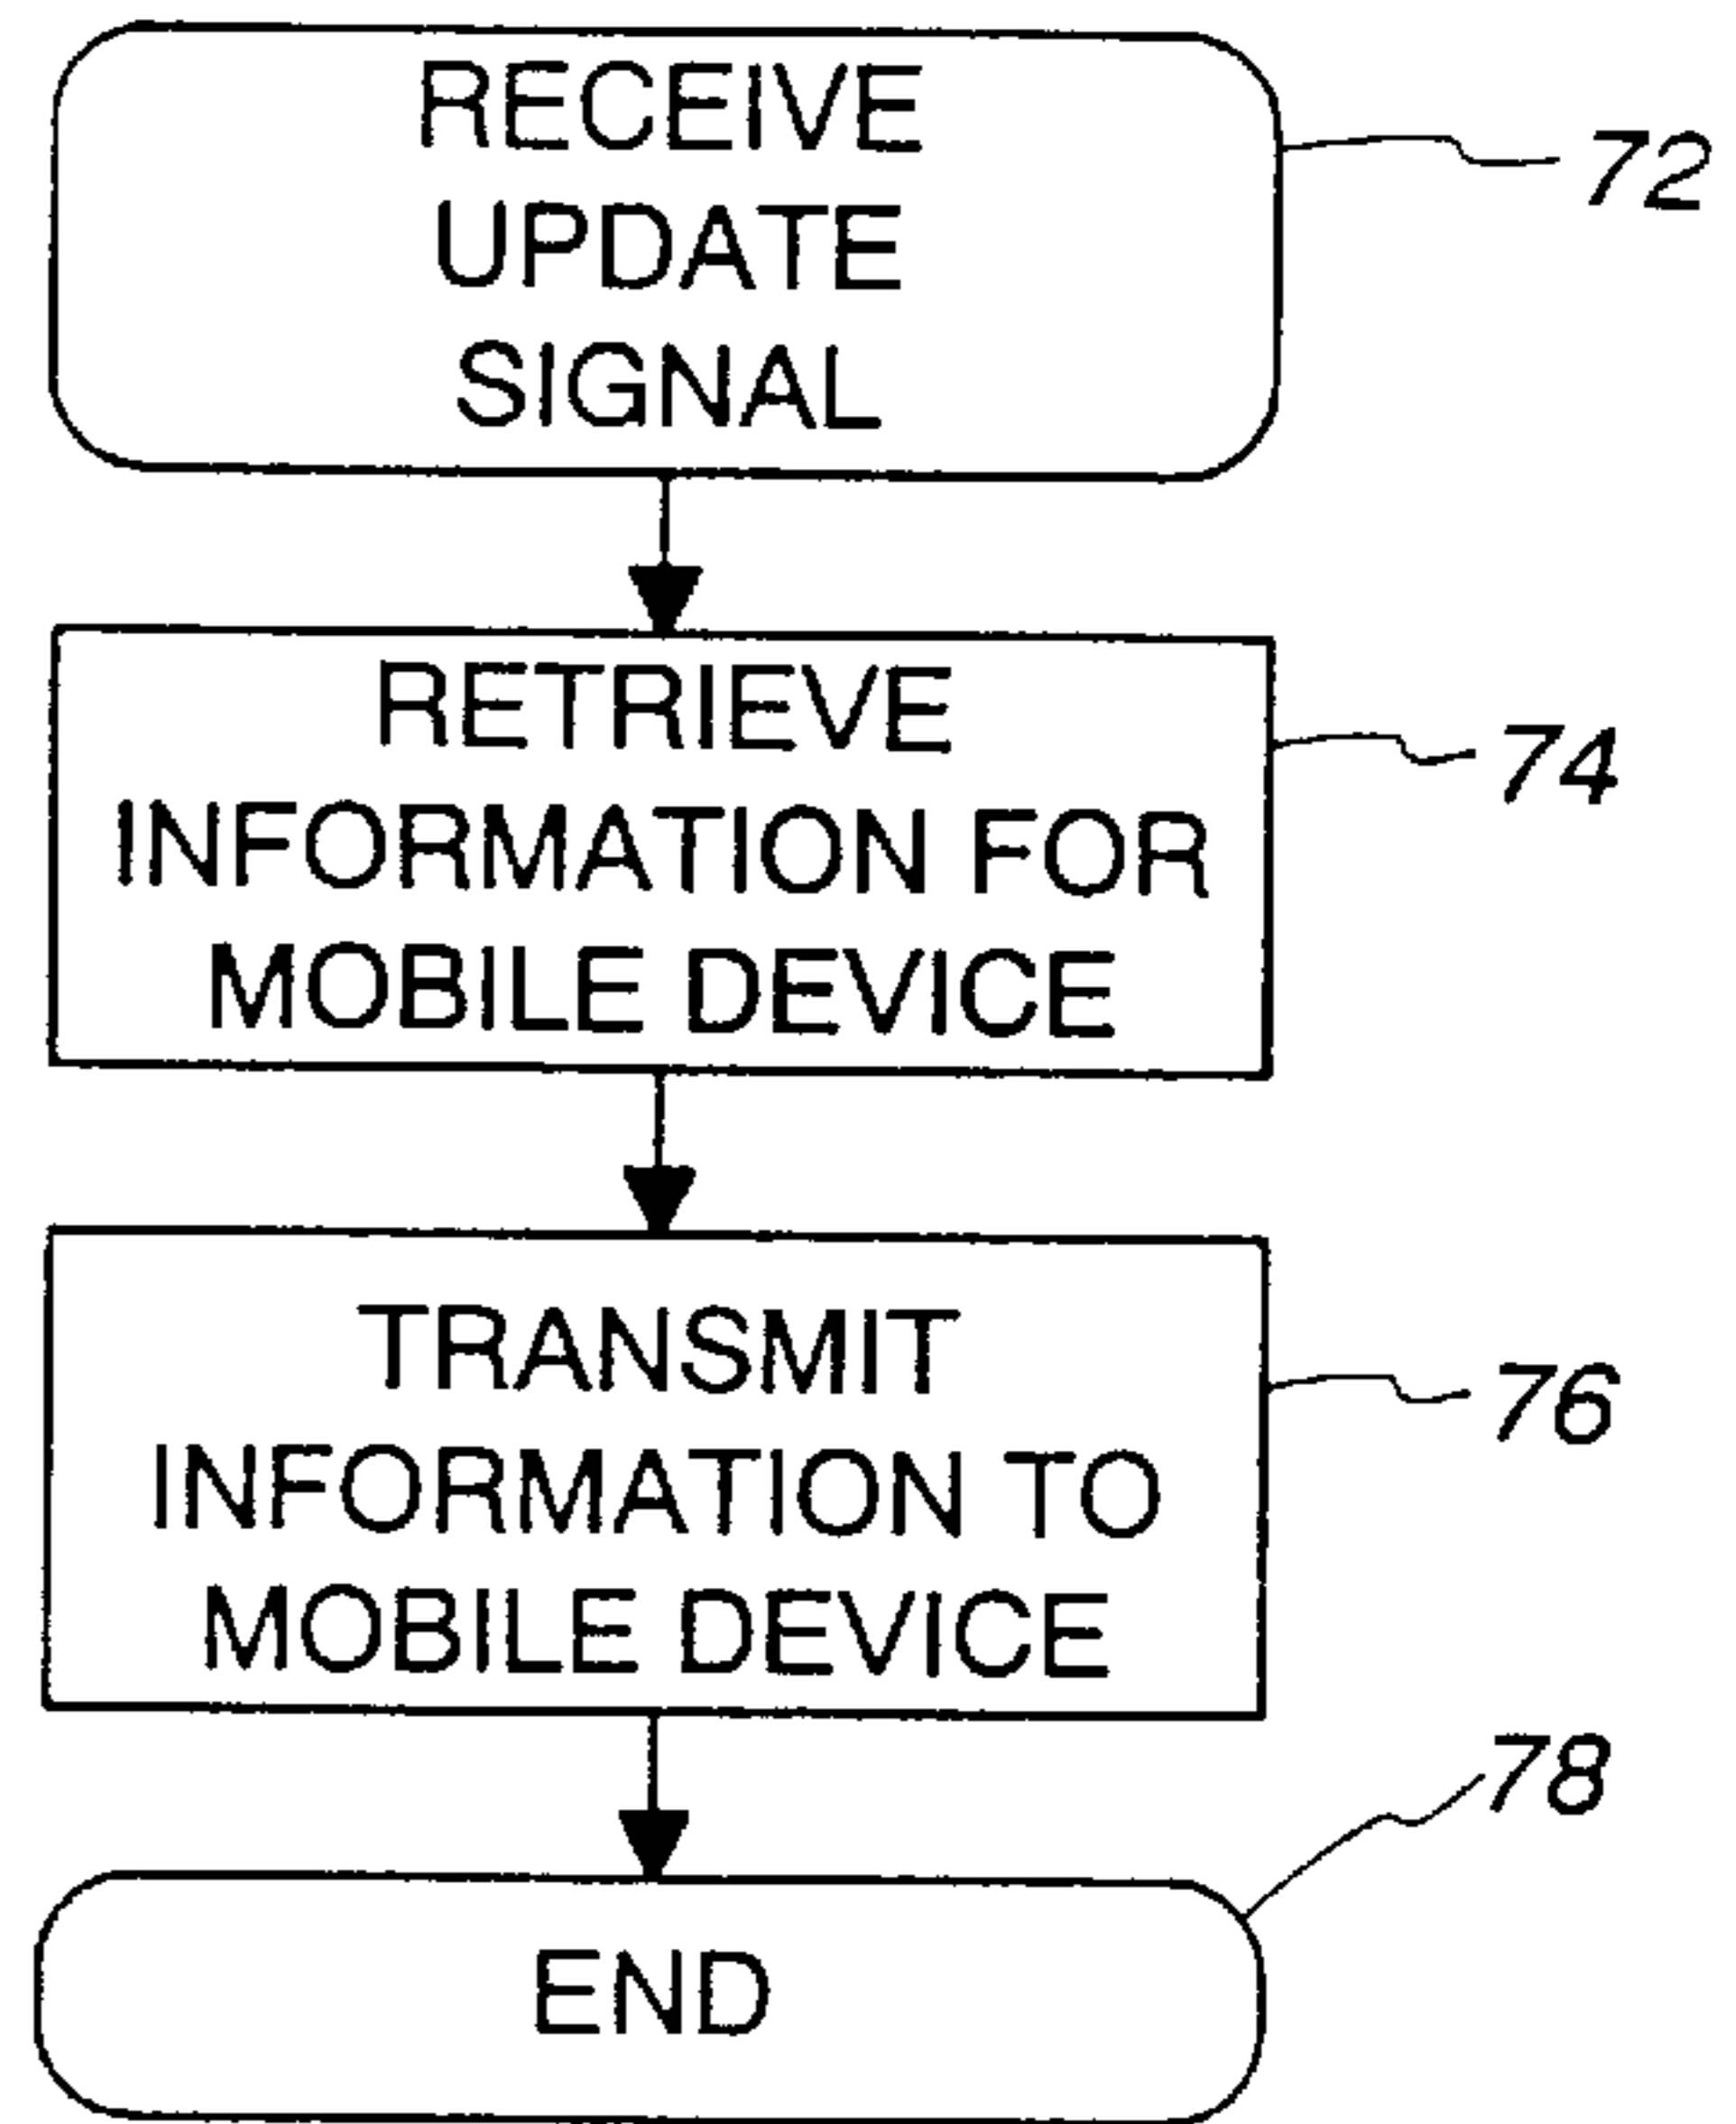 RECEIVE
UPDATE
SIGNAL
72
RETRIEVE
INFORMATION FOR
MOBILE DEVICE
74
TRANSMIT
INFORMATION TO
MOBILE DEVICE
76
78
END